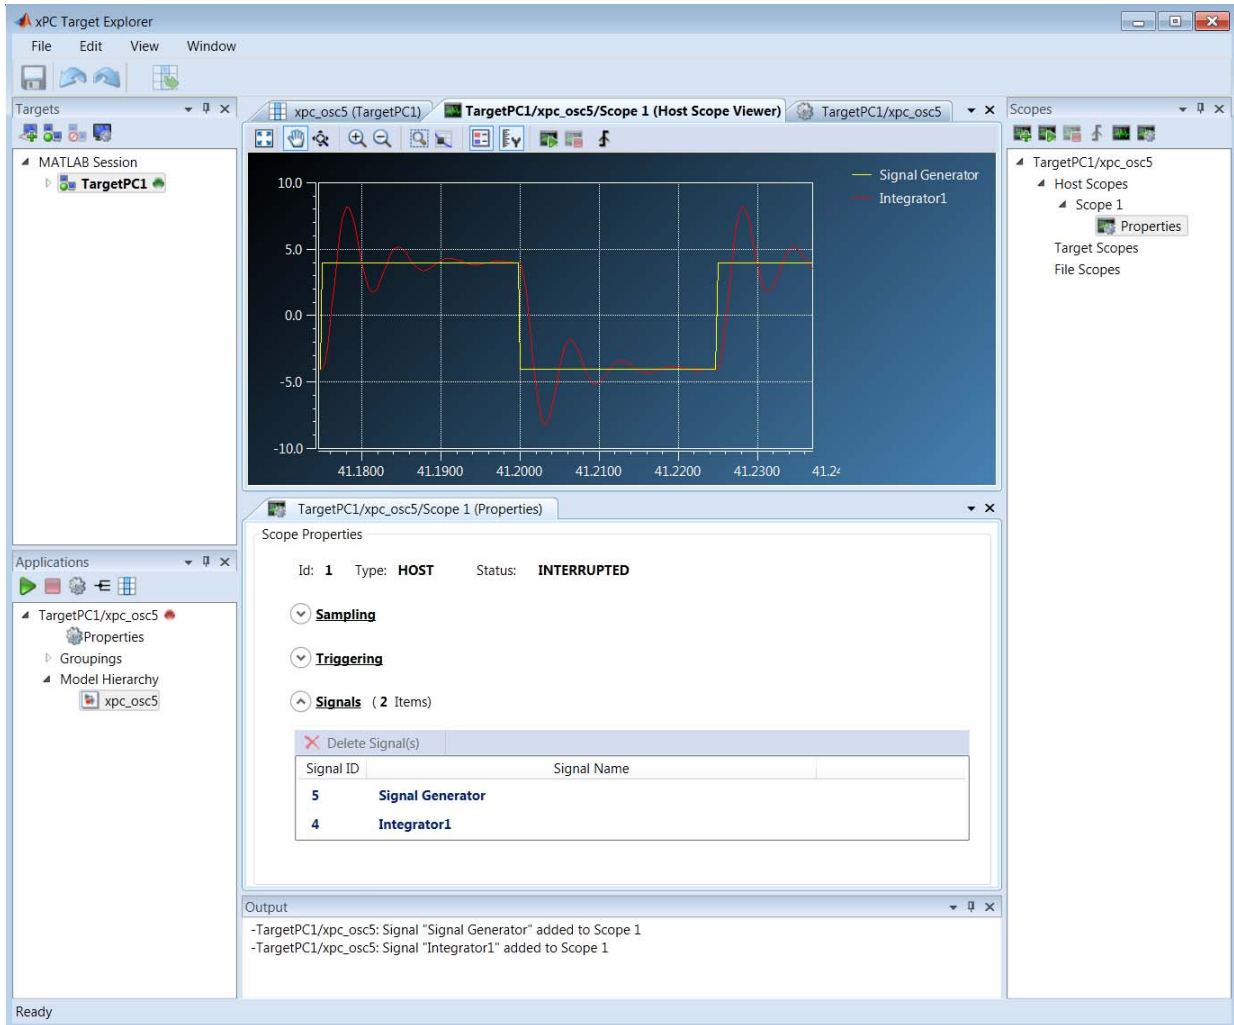 xPC Target Explorer
File Edit View Window
Targets
MATLAB Session
TargetPC1
xpc_osc5 (TargetPC1)
TargetPC1/xpc_osc5/Scope 1 (Host Scope Viewer)
TargetPC1/xpc_osc5
10.0
5.0
0.0
-5.0
-10.0
41.1800 41.1900 41.2000 41.2100 41.2200 41.2300 41.24
Signal Generator
Integrator1
Scopes
TargetPC1/xpc_osc5
Host Scopes
Scope 1
Properties
Target Scopes
File Scopes
TargetPC1/xpc_osc5/Scope 1 (Properties)
Scope Properties
Id: 1 Type: HOST Status: INTERRUPTED
Sampling
Triggering
Signals ( 2 Items)
Delete Signal(s)
Signal ID Signal Name
5 Signal Generator
4 Integrator1
Applications
TargetPC1/xpc_osc5
Properties
Groupings
Model Hierarchy
xpc_osc5
Output
-TargetPC1/xpc_osc5: Signal "Signal Generator" added to Scope 1
-TargetPC1/xpc_osc5: Signal "Integrator1" added to Scope 1
Ready